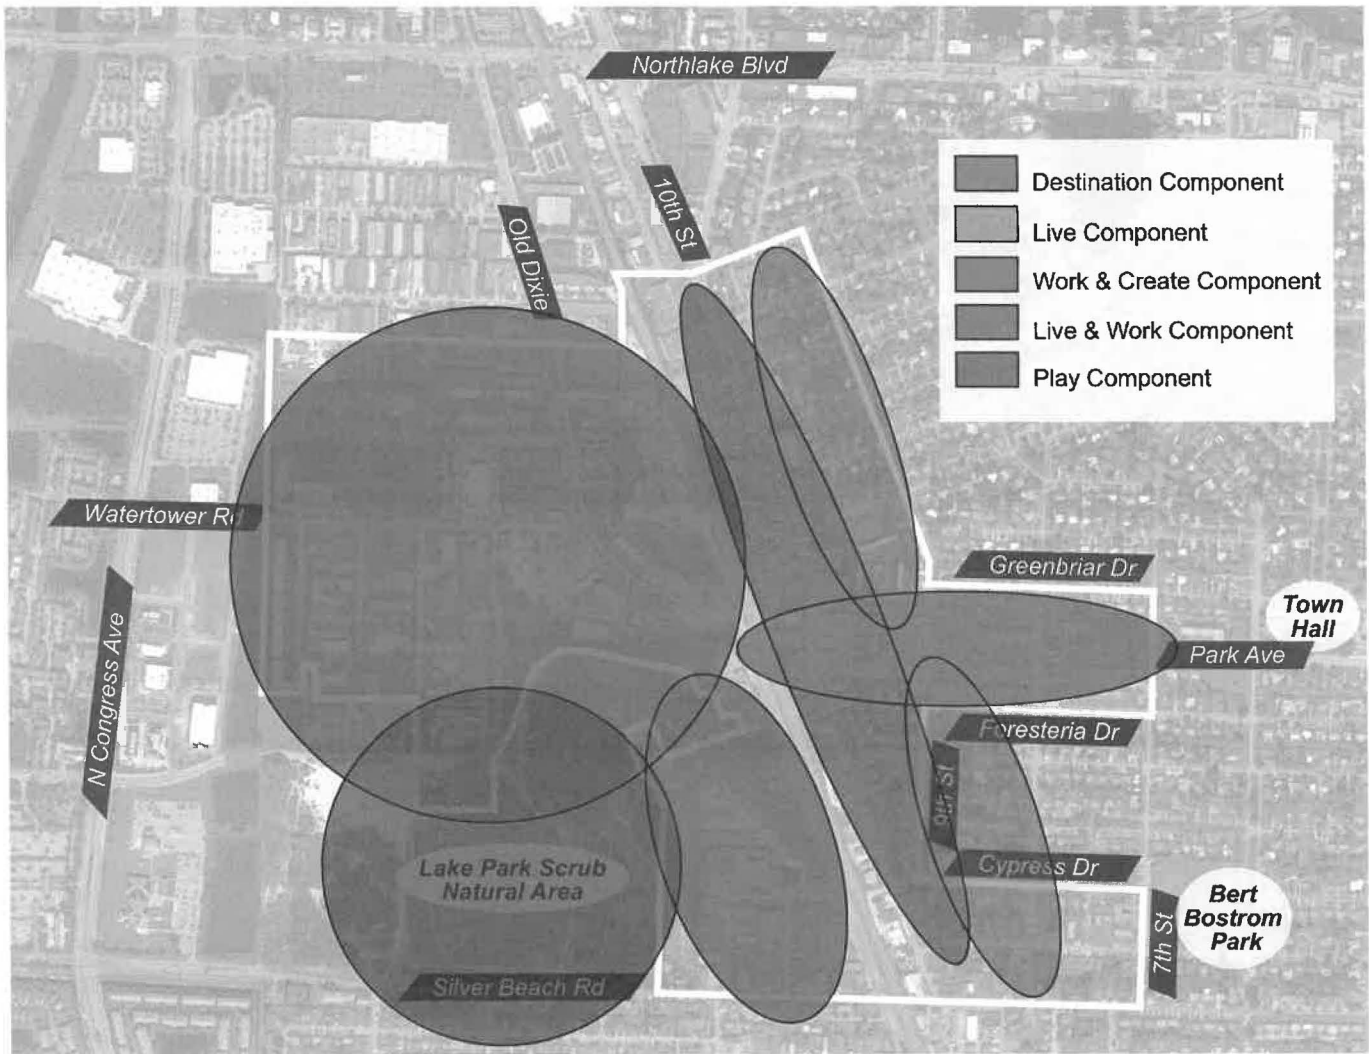 Northlake Blvd
10th St
Old Dixie
Destination Component
Live Component
Work & Create Component
Live & Work Component
Play Component
Watertower Rd
N Congress Ave
Greenbriar Dr
Town
Hall
Park Ave
Foresteria Dr
9th St
Cypress Dr
Lake Park Scrub
Natural Area
Bert
Bostrom
Park
7th St
Silver Beach Rd